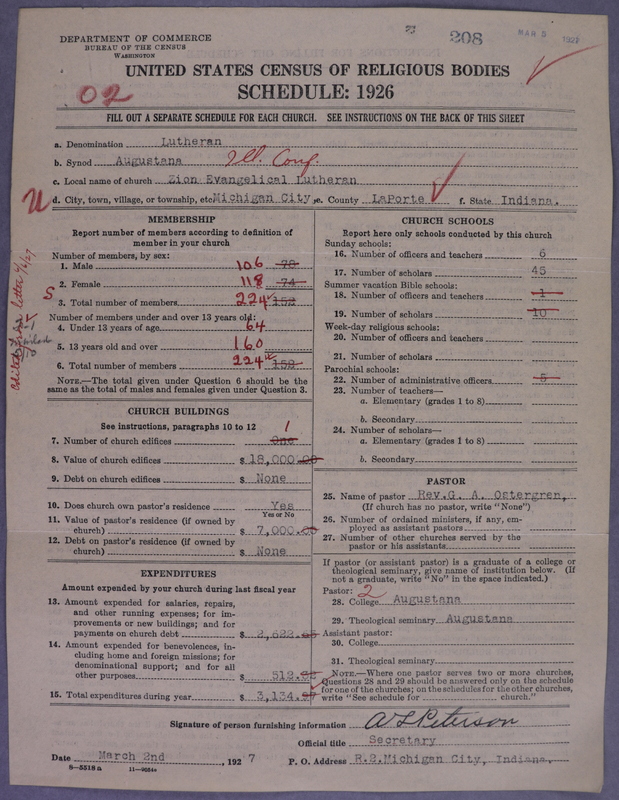 DEPARTMENT OF COMMERCE
BUREAU OF THE CENSUS
WASHINGTON
208
MAR 5 1927
UNITED STATES CENSUS OF RELIGIOUS BODIES
SCHEDULE: 1926
02
FILL OUT A SEPARATE SCHEDULE FOR EACH CHURCH. SEE INSTRUCTIONS ON THE BACK OF THIS SHEET
a. Denomination Lutheran
b. Synod Augustana Ill. Conf.
c. Local name of church Zion Evangelical Lutheran
U d. City, town, village, or township, etc. Michigan City, e. County LaPorte f. State Indiana.
MEMBERSHIP
Report number of members according to definition of
member in your church
Number of members, by sex:
1. Male 106 78
2. Female 118 74
S 3. Total number of members 224 152
Number of members under and over 13 years old:
4. Under 13 years of age 64
5. 13 years old and over 160
6. Total number of members 224 152
NOTE.—The total given under Question 6 should be the
same as the total of males and females given under Question 3.
CHURCH BUILDINGS
See instructions, paragraphs 10 to 12
7. Number of church edifices One 1
8. Value of church edifices $ 18,000.00
9. Debt on church edifices $ None
10. Does church own pastor's residence Yes
Yes or No
11. Value of pastor's residence (if owned by
church) $ 7,000.00
12. Debt on pastor's residence (if owned by
church) $ None
EXPENDITURES
Amount expended by your church during last fiscal year
13. Amount expended for salaries, repairs,
and other running expenses; for im-
provements or new buildings; and for
payments on church debt $ 2,622.
14. Amount expended for benevolences, in-
cluding home and foreign missions; for
denominational support; and for all
other purposes $ 512.
15. Total expenditures during year $ 3,134.
CHURCH SCHOOLS
Report here only schools conducted by this church
Sunday schools:
16. Number of officers and teachers 6
17. Number of scholars 45
Summer vacation Bible schools:
18. Number of officers and teachers 1
19. Number of scholars 10
Week-day religious schools:
20. Number of officers and teachers
21. Number of scholars
Parochial schools:
22. Number of administrative officers 5
23. Number of teachers—
a. Elementary (grades 1 to 8)
b. Secondary
24. Number of scholars—
a. Elementary (grades 1 to 8)
b. Secondary
PASTOR
25. Name of pastor Rev. G. A. Ostergren,
(If church has no pastor, write "None")
26. Number of ordained ministers, if any, em-
ployed as assistant pastors
27. Number of other churches served by the
pastor or his assistants
If pastor (or assistant pastor) is a graduate of a college or
theological seminary, give name of institution below. (If
not a graduate, write "No" in the space indicated.)
Pastor: 2
28. College Augustana
29. Theological seminary Augustana
Assistant pastor:
30. College
31. Theological seminary
NOTE.—Where one pastor serves two or more churches,
Questions 28 and 29 should be answered only on the schedule
for one of the churches; on the schedules for the other churches,
write "See schedule for church."
Signature of person furnishing information A L Peterson
Official title Secretary
Date March 2nd, 1927
P. O. Address R.2. Michigan City, Indiana.
8—5518 a